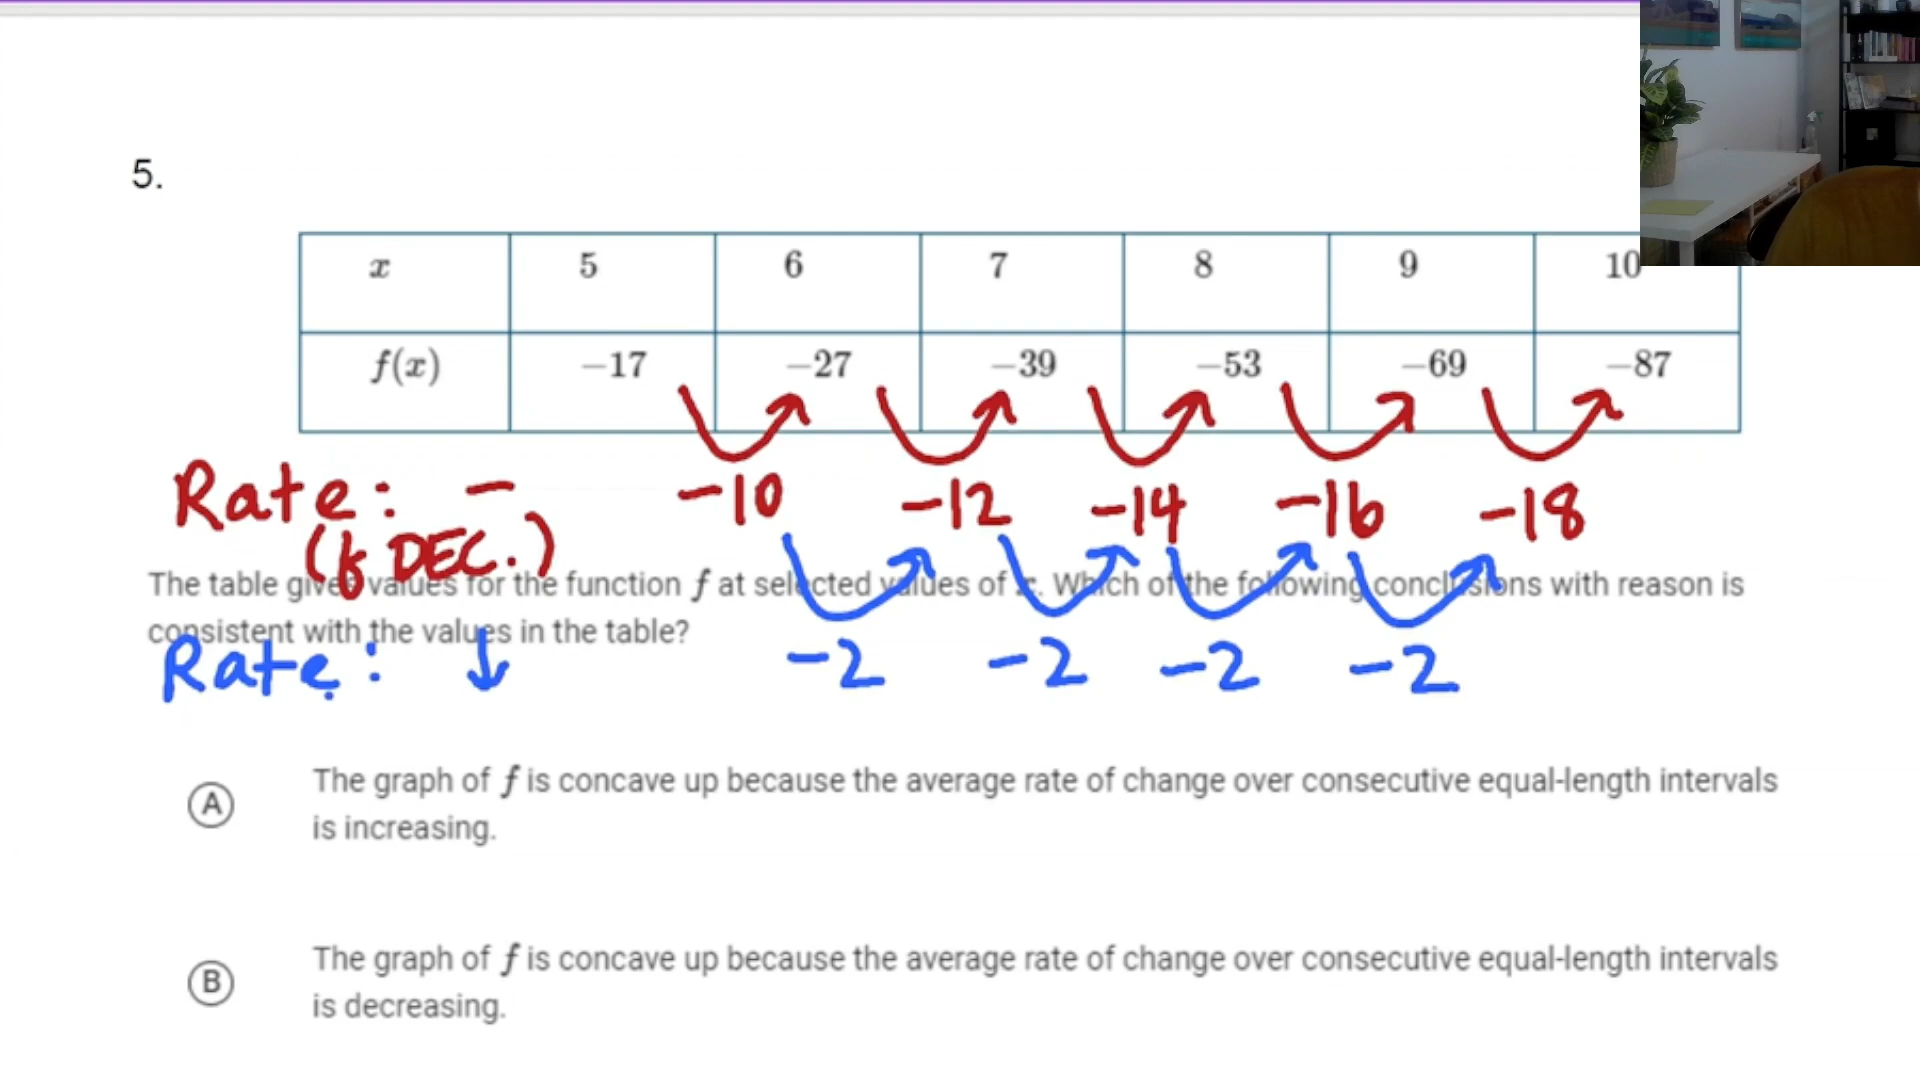 5.
x 5 6 7 8 9 10
f(x) −17 −27 −39 −53 −69 −87
Rate: − -10 -12 -14 -16 -18
(f DEC.)
The table gives values for the function f at selected values of x. Which of the following conclusions with reason is
consistent with the values in the table?
Rate: ↓ -2 -2 -2 -2
A The graph of f is concave up because the average rate of change over consecutive equal-length intervals
is increasing.
B The graph of f is concave up because the average rate of change over consecutive equal-length intervals
is decreasing.